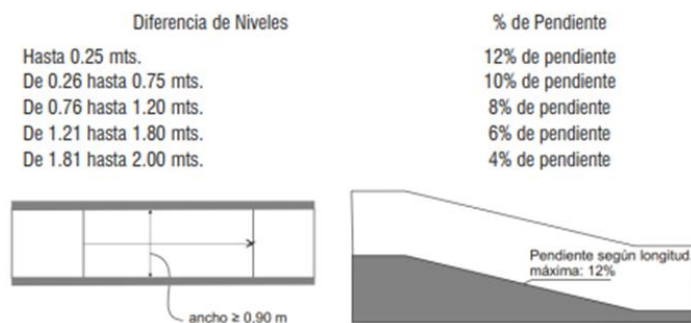 Diferencia de Niveles % de Pendiente
Hasta 0.25 mts. 12% de pendiente
De 0.26 hasta 0.75 mts. 10% de pendiente
De 0.76 hasta 1.20 mts. 8% de pendiente
De 1.21 hasta 1.80 mts. 6% de pendiente
De 1.81 hasta 2.00 mts. 4% de pendiente
Pendiente según longitud.
máxima: 12%
ancho ≥ 0.90 m